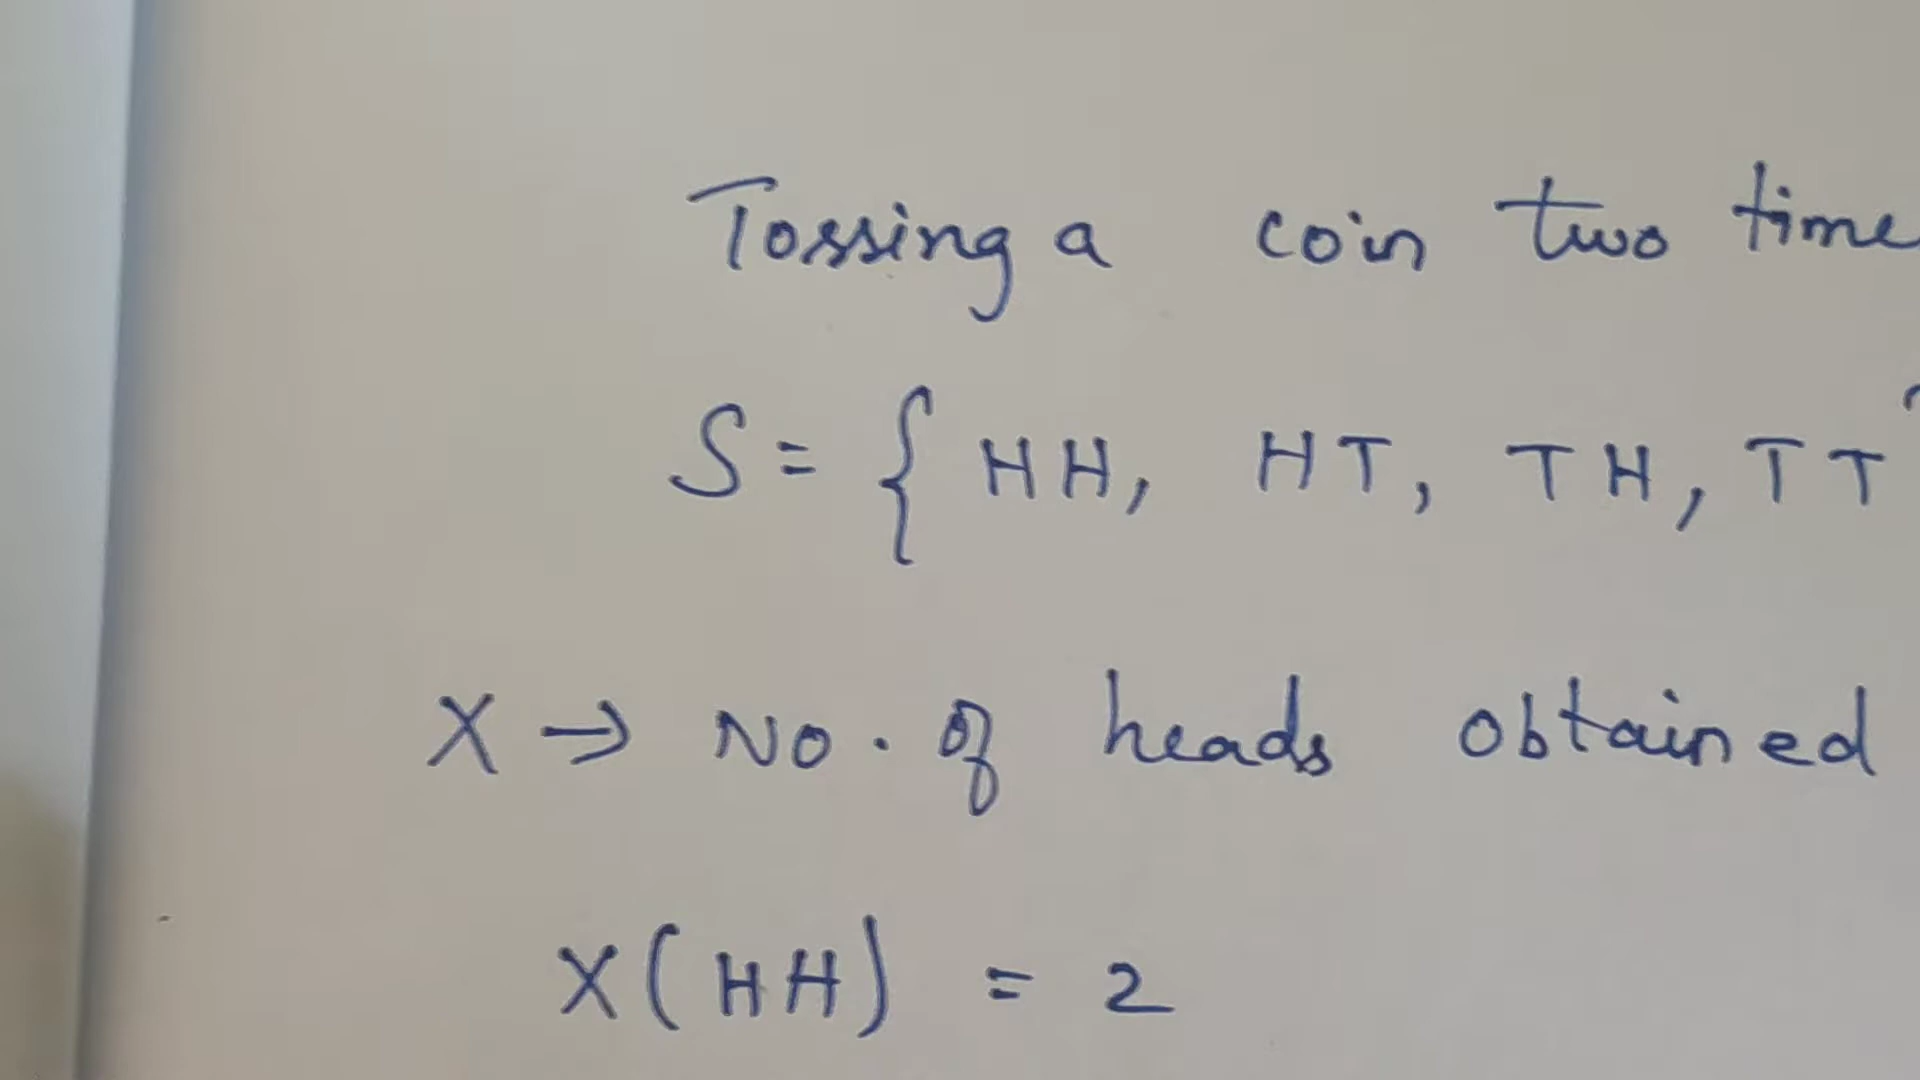 Tossing a coin two time
S = { HH, HT, TH, TT
X → No. of heads obtained
X(HH) = 2